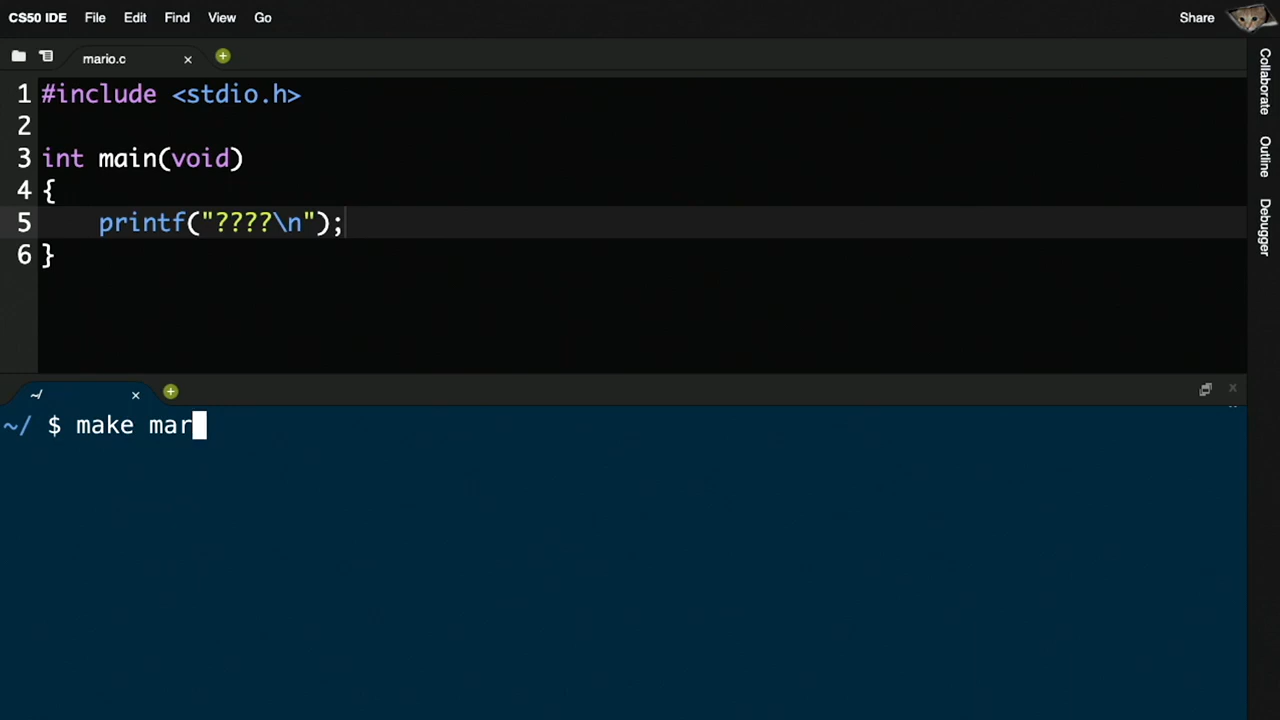 CS50 IDE File Edit Find View Go Share
mario.c
1 #include <stdio.h>
2
3 int main(void)
4 {
5     printf("????\n");
6 }
~/
~/ $ make mar
Collaborate
Outline
Debugger